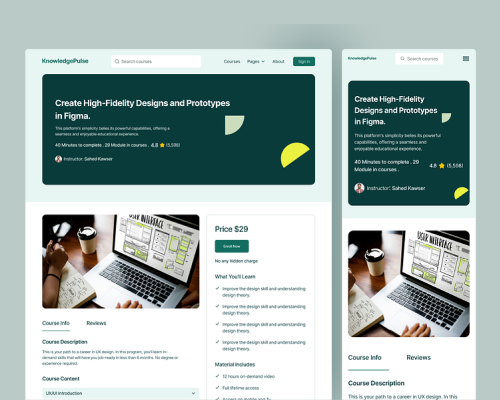 KnowledgePulse
Search courses
Courses
Pages
About
Sign in
Create High-Fidelity Designs and Prototypes
in Figma.
This platform's simplicity belies its powerful capabilities, offering a
seamless and enjoyable educational experience.
40 Minutes to complete . 29 Module in courses . 4.8 (5,598)
Instructor: Sahed Kawser
USER INTERFACE
Course Info
Reviews
Course Description
This is your path to a career in UX design. In this program, you'll learn in-
demand skills that will have you job-ready in less than 6 months. No degree or
experience required.
Course Content
UX/UI Introduction
Price $29
Enroll Now
No any hidden charge
What You'll Learn
Improve the design skill and understanding
design theory.
Improve the design skill and understanding
design theory.
Improve the design skill and understanding
design theory.
Improve the design skill and understanding
design theory.
Material Includes
12 hours on-demand video
Full lifetime access
KnowledgePulse
Search courses
Create High-Fidelity
Designs and Prototypes
in Figma.
This platform's simplicity belies its powerful
capabilities, offering a seamless and
enjoyable educational experience.
40 Minutes to complete . 29
Module in courses .
4.8 (5,598)
Instructor: Sahed Kawser
USER INTERFACE
Course Info
Reviews
Course Description
This is your path to a career in UX design. In this